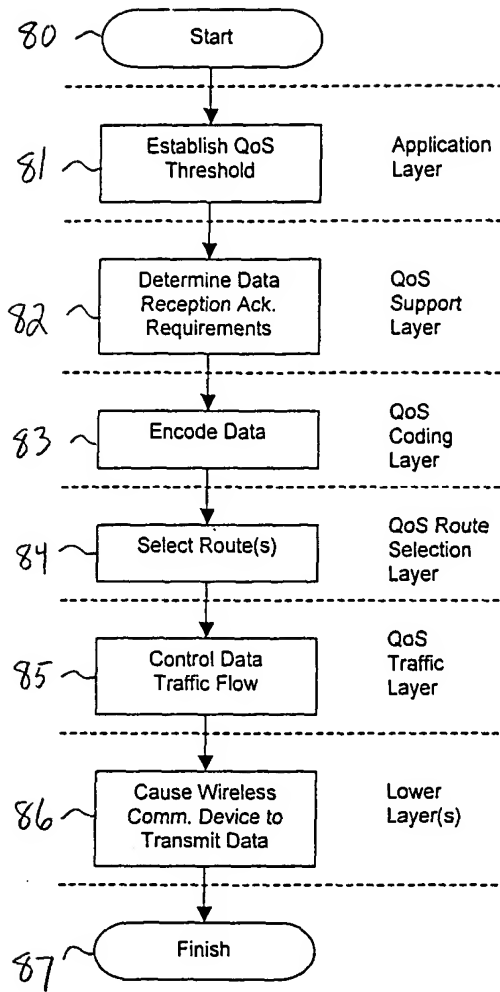 80
Start
81
Establish QoS
Threshold
Application
Layer
82
Determine Data
Reception Ack.
Requirements
QoS
Support
Layer
83
Encode Data
QoS
Coding
Layer
84
Select Route(s)
QoS Route
Selection
Layer
85
Control Data
Traffic Flow
QoS
Traffic
Layer
86
Cause Wireless
Comm. Device to
Transmit Data
Lower
Layer(s)
87
Finish